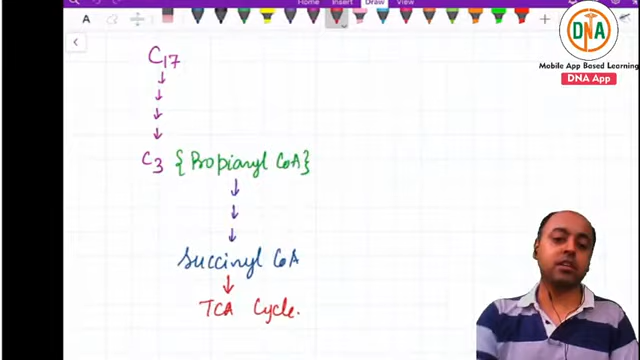 Home Insert Draw View
DNA
Mobile App Based Learning
DNA App
A
C17
C3 {Propionyl CoA}
Succinyl CoA
TCA Cycle.